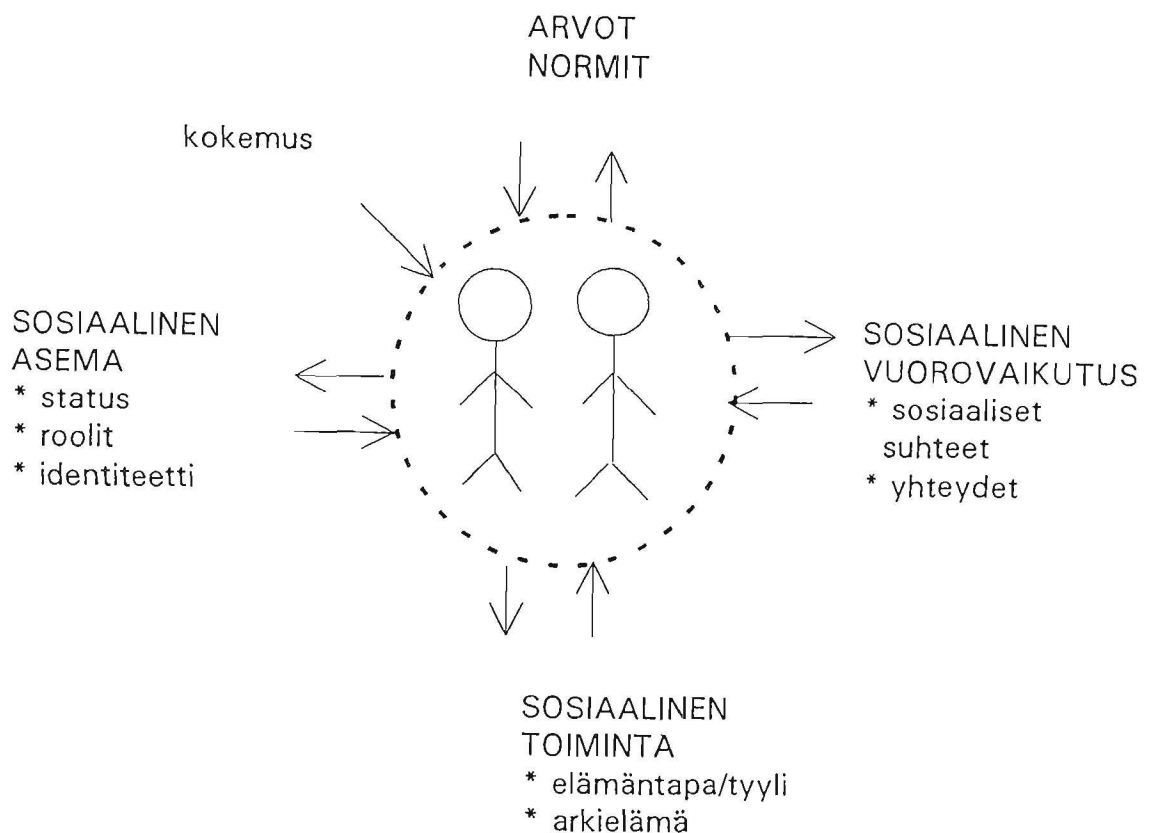 ARVOT
NORMIT
kokemus
SOSIAALINEN
ASEMA
* status
* roolit
* identiteetti
SOSIAALINEN
VUOROVAIKUTUS
* sosiaaliset
suhteet
* yhteydet
SOSIAALINEN
TOIMINTA
* elämäntapa/tyyli
* arkielämä